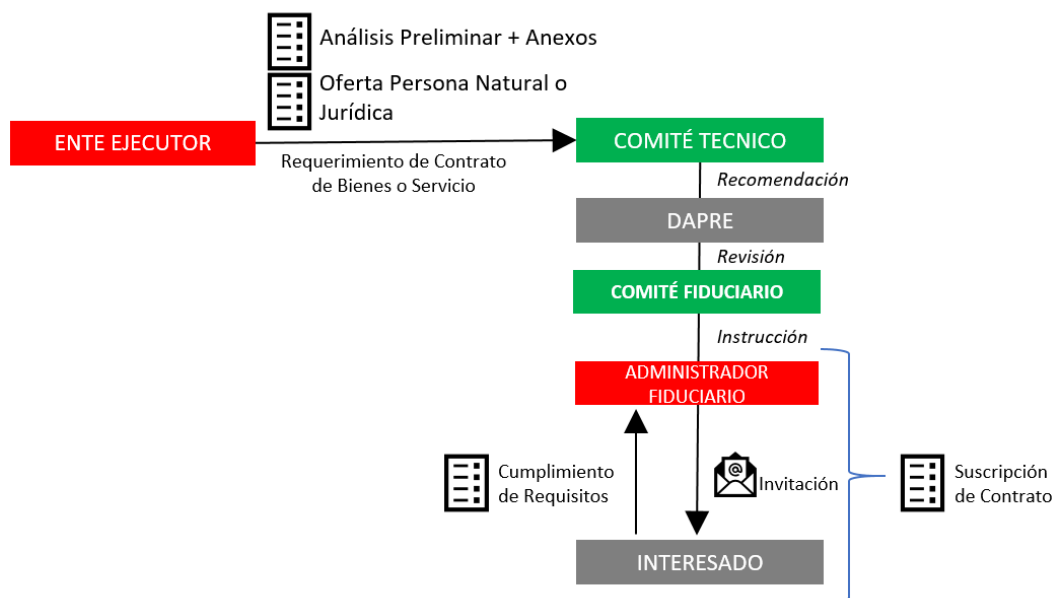 Análisis Preliminar + Anexos
Oferta Persona Natural o
Jurídica
ENTE EJECUTOR
COMITÉ TECNICO
Requerimiento de Contrato
de Bienes o Servicio
Recomendación
DAPRE
Revisión
COMITÉ FIDUCIARIO
Instrucción
ADMINISTRADOR
FIDUCIARIO
Cumplimiento
de Requisitos
@
Invitación
Suscripción
de Contrato
INTERESADO